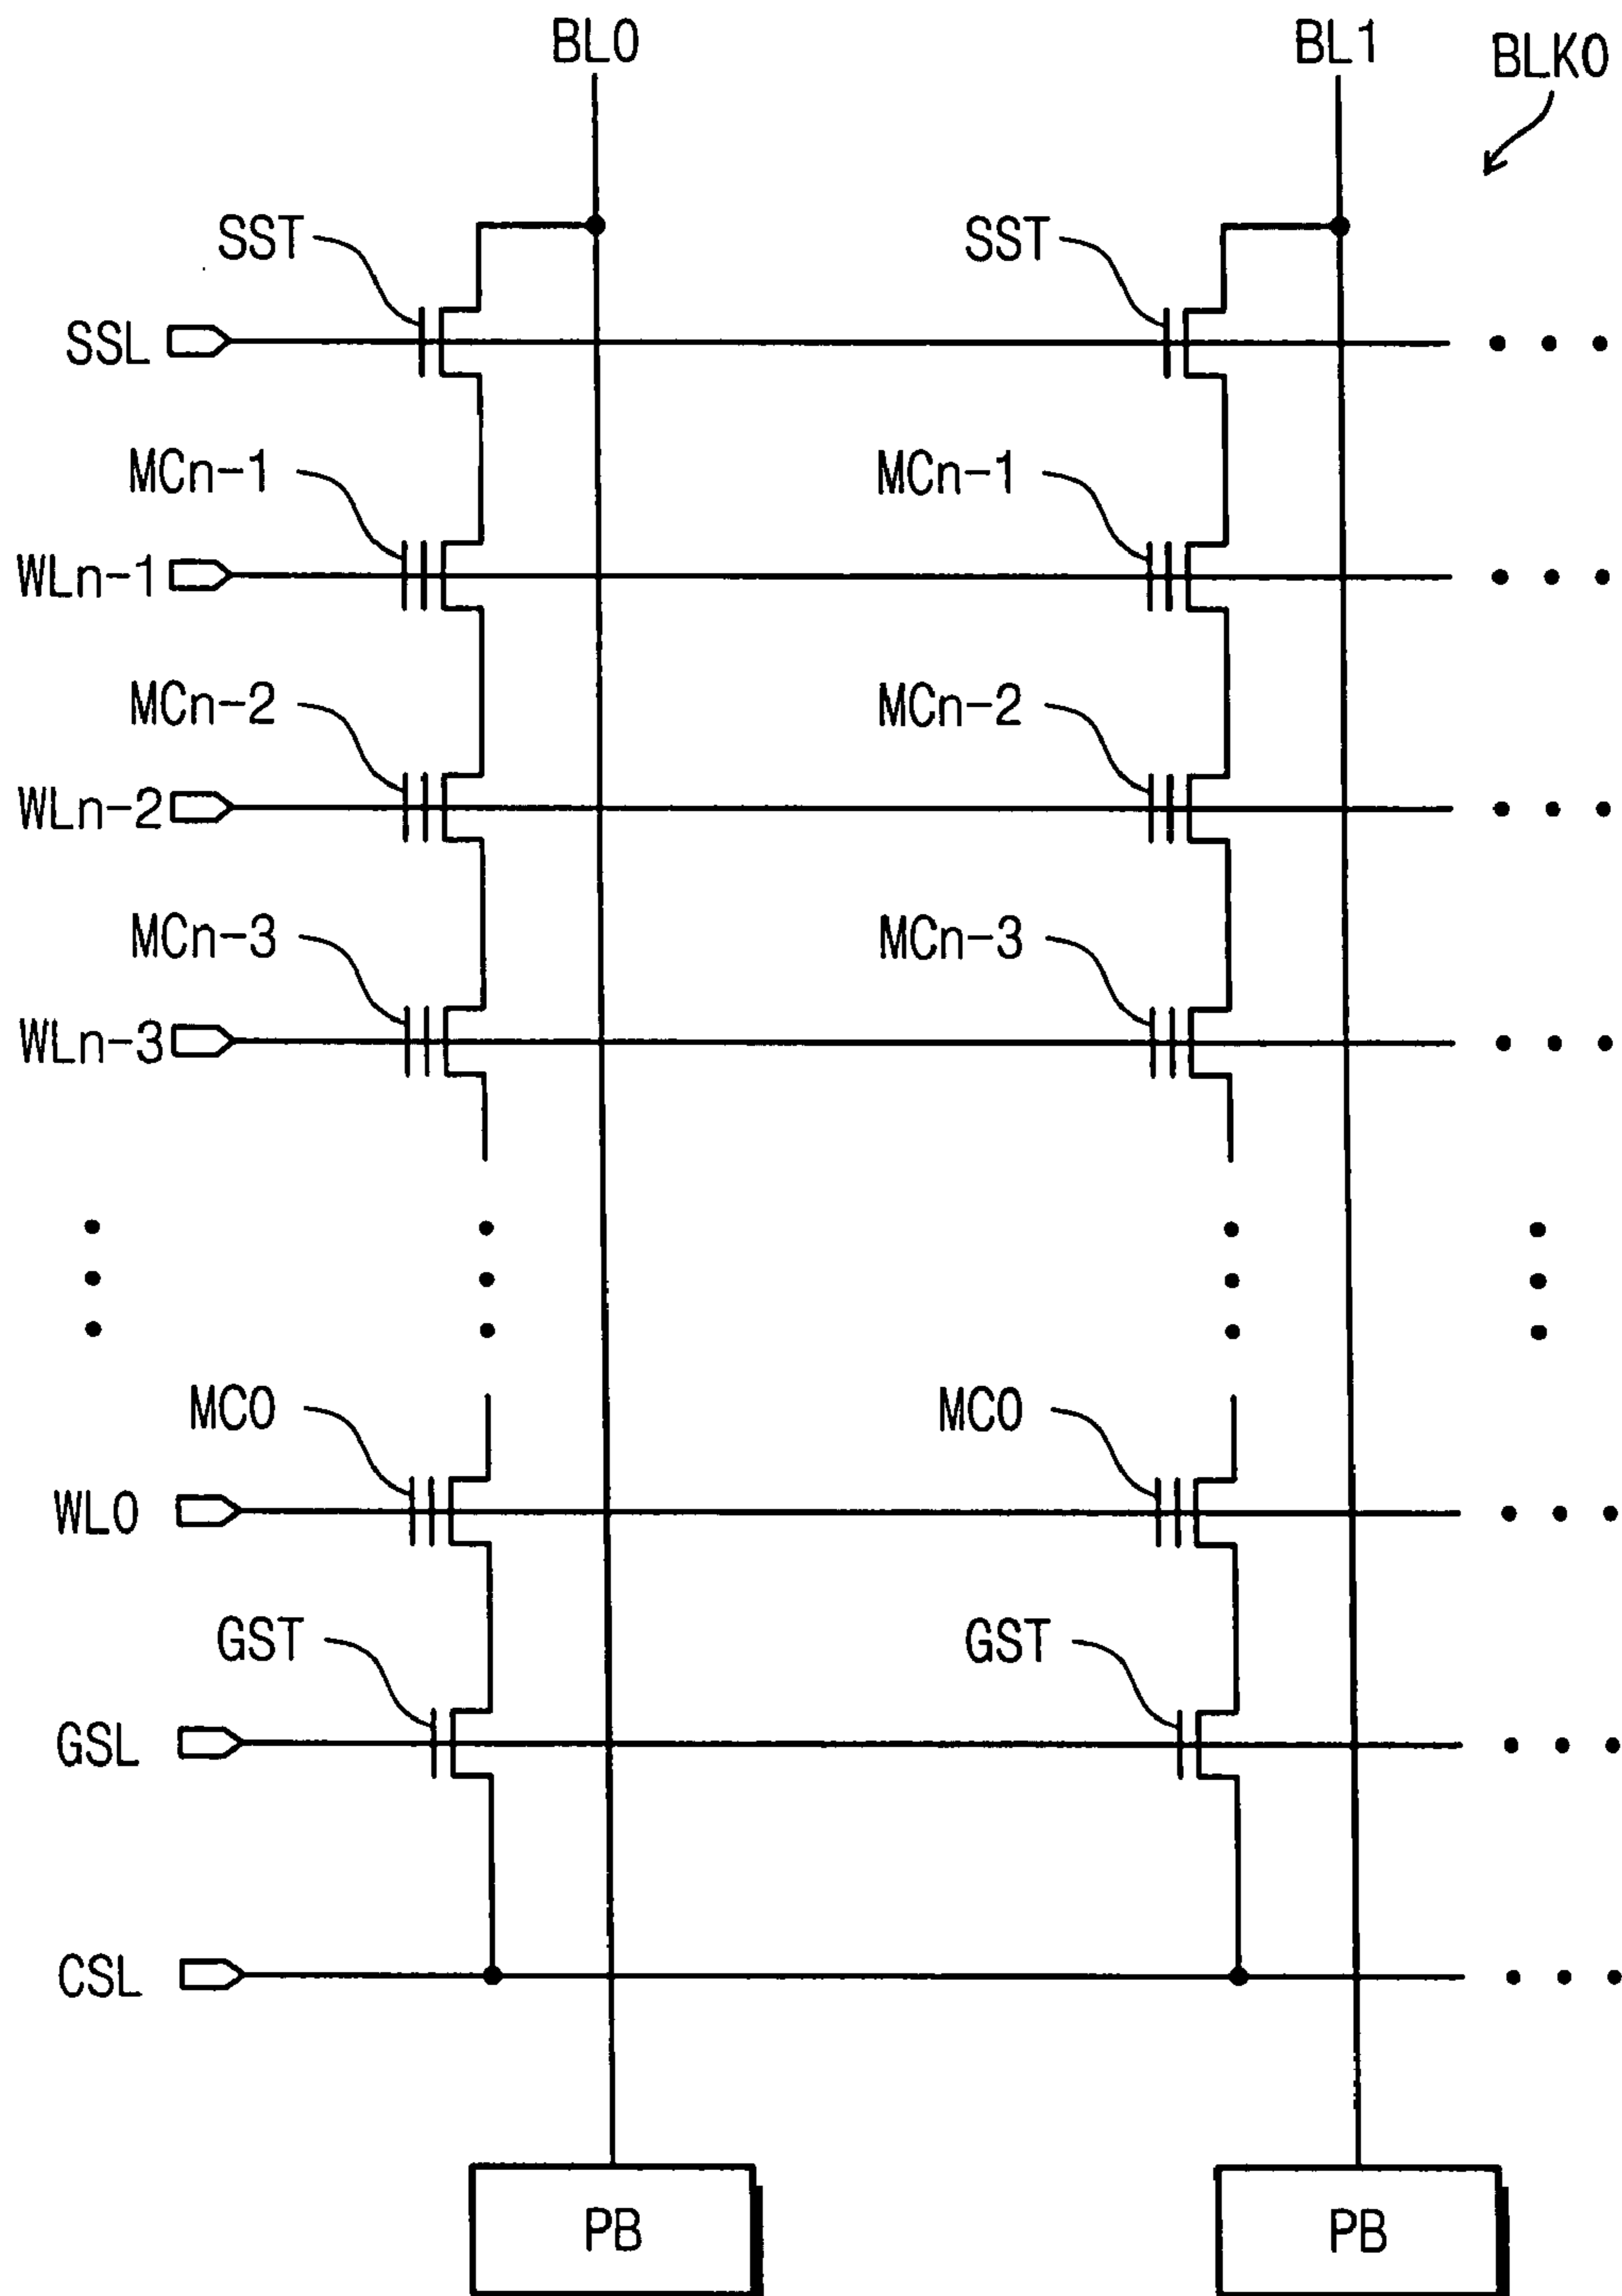 BL0 BL1 BLK0
SST SST
SSL
MCn-1 MCn-1
WLn-1
MCn-2 MCn-2
WLn-2
MCn-3 MCn-3
WLn-3
MC0 MC0
WL0
GST GST
GSL
CSL
PB PB